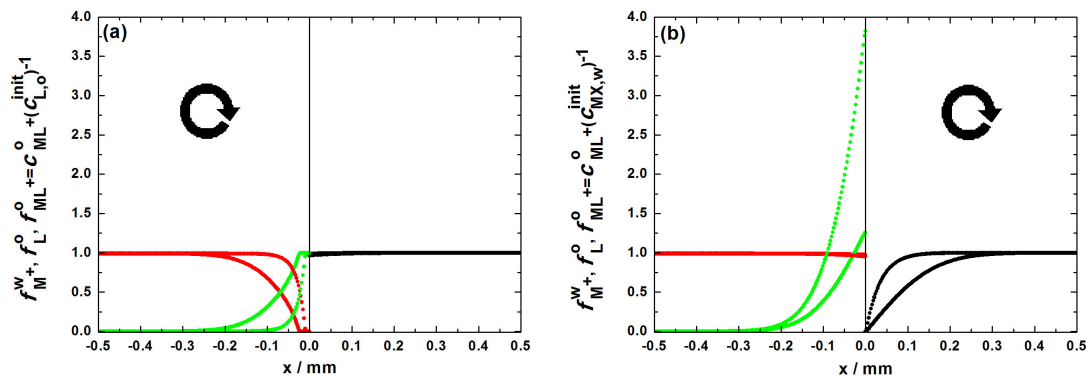 (a)
f^w_M+, f^o_L, f^o_ML+=c^o_ML+(c^init_L,o)^-1
4.0
3.5
3.0
2.5
2.0
1.5
1.0
0.5
0.0
-0.5 -0.4 -0.3 -0.2 -0.1 0.0 0.1 0.2 0.3 0.4 0.5
x / mm
(b)
f^w_M+, f^o_L, f^o_ML+=c^o_ML+(c^init_MX,w)^-1
4.0
3.5
3.0
2.5
2.0
1.5
1.0
0.5
0.0
-0.5 -0.4 -0.3 -0.2 -0.1 0.0 0.1 0.2 0.3 0.4 0.5
x / mm